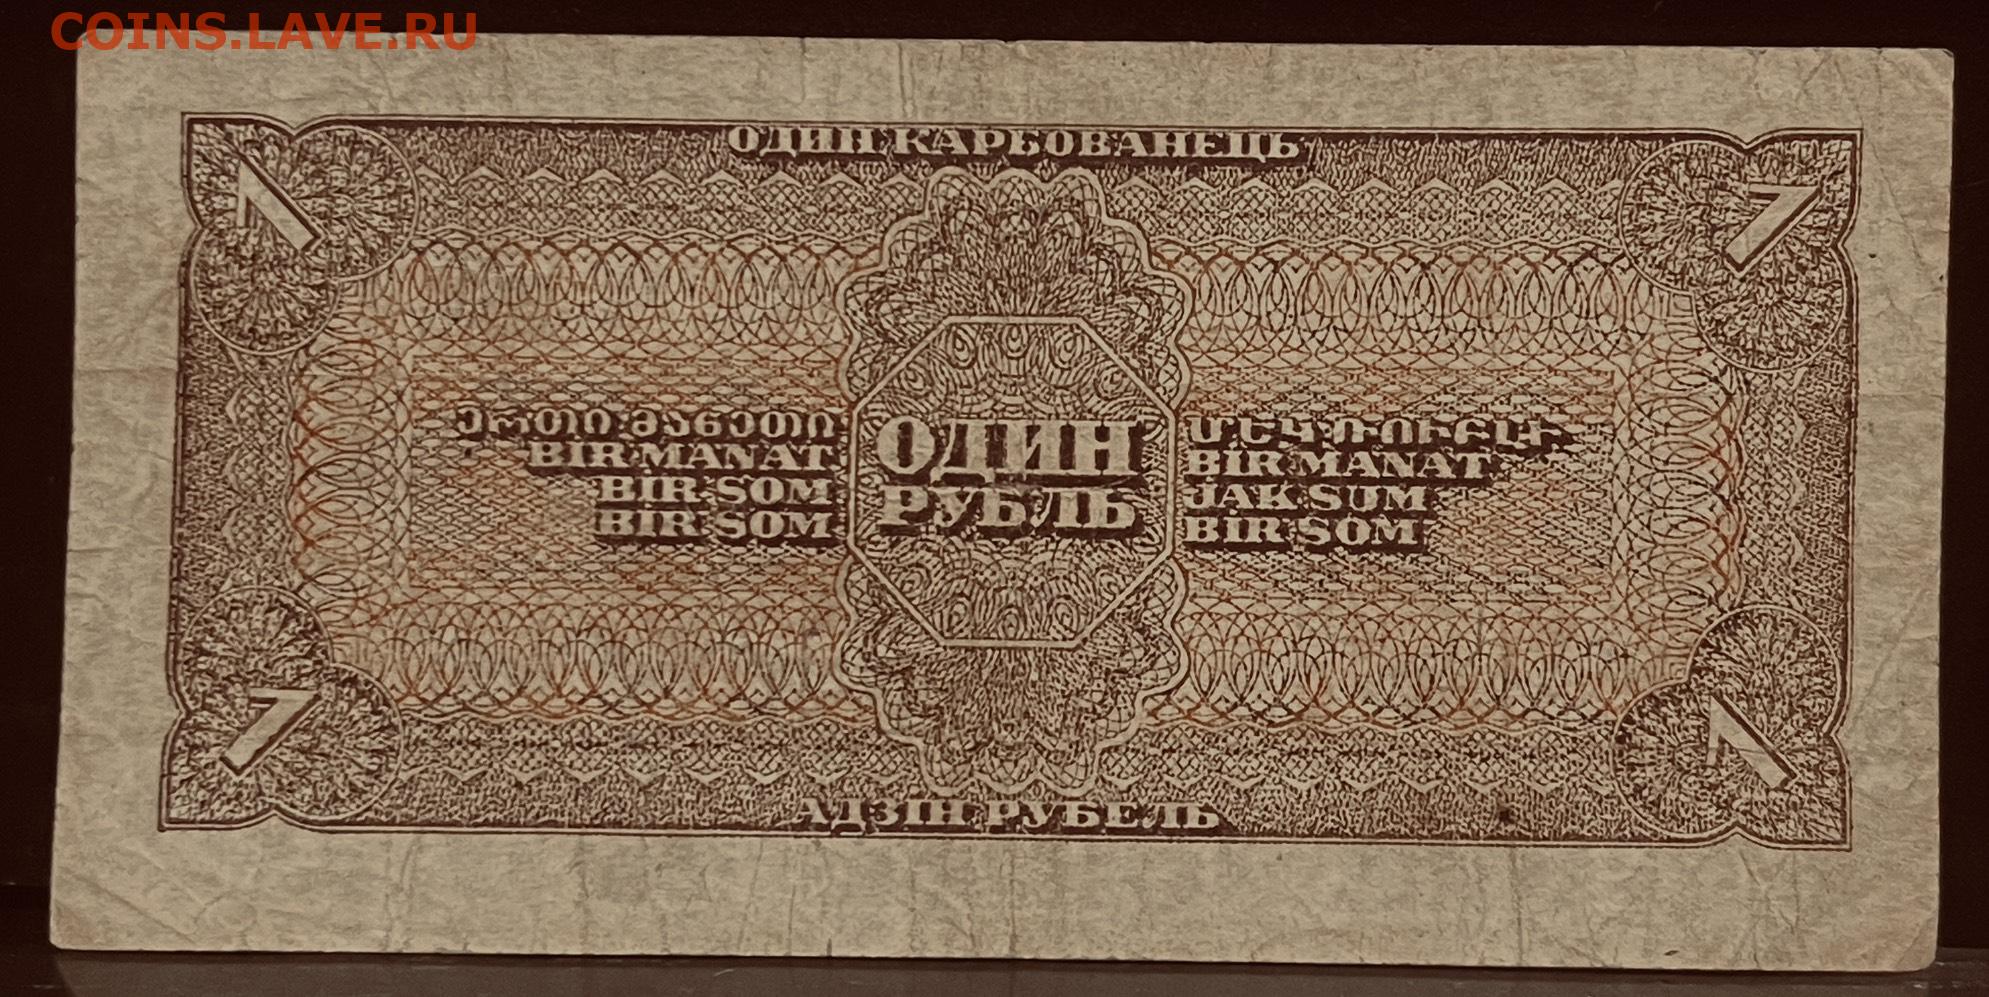 COINS.LAVE.RU
ОДИН КАРБОВАНЕЦЬ
1
1
ერთი მანეთი
BIR MANAT
BIR SOM
BIR SOM
ОДИН
РУБЛЬ
ՄԵԿ ՌՈՒԲԼԻ
BIR MANAT
JAK SUM
BIR SOM
1
1
АДЗІН РУБЕЛЬ